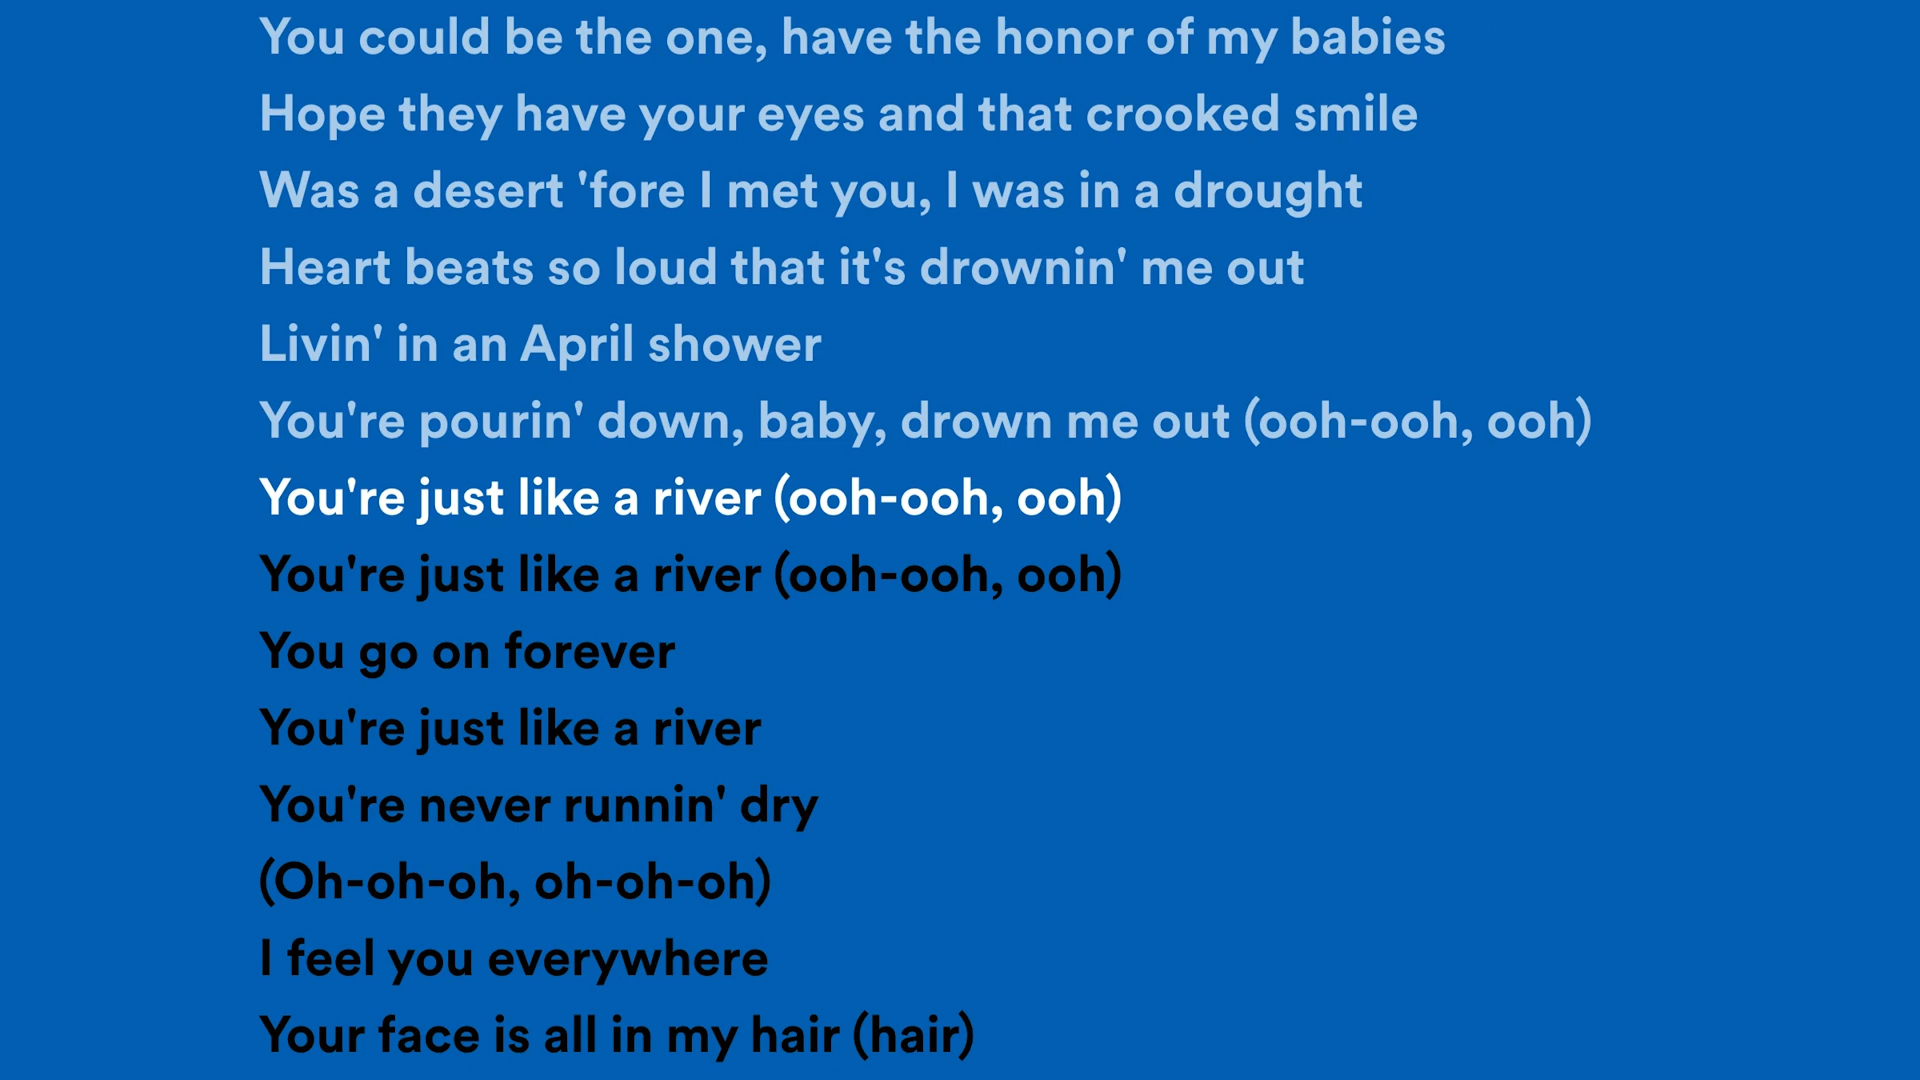 You could be the one, have the honor of my babies
Hope they have your eyes and that crooked smile
Was a desert 'fore I met you, I was in a drought
Heart beats so loud that it's drownin' me out
Livin' in an April shower
You're pourin' down, baby, drown me out (ooh-ooh, ooh)
You're just like a river (ooh-ooh, ooh)
You're just like a river (ooh-ooh, ooh)
You go on forever
You're just like a river
You're never runnin' dry
(Oh-oh-oh, oh-oh-oh)
I feel you everywhere
Your face is all in my hair (hair)